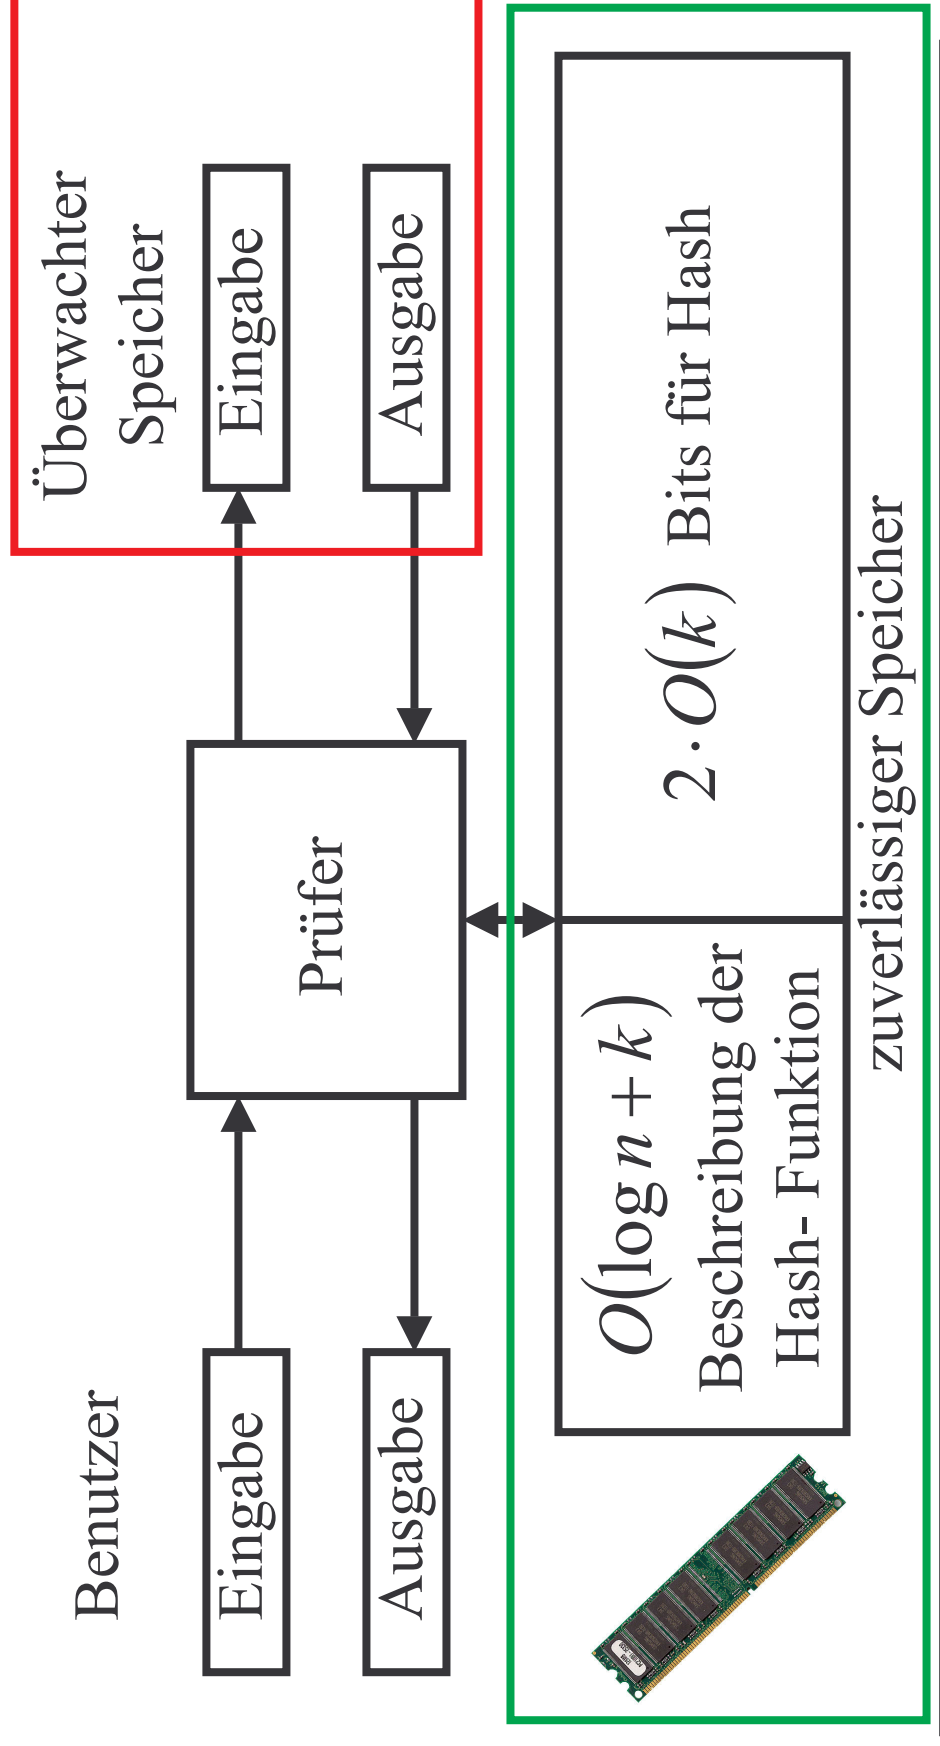 Benutzer
Überwachter
Speicher
Eingabe
Prüfer
Eingabe
Ausgabe
Ausgabe
O(log n + k)
Beschreibung der
Hash- Funktion
2 · O(k) Bits für Hash
zuverlässiger Speicher